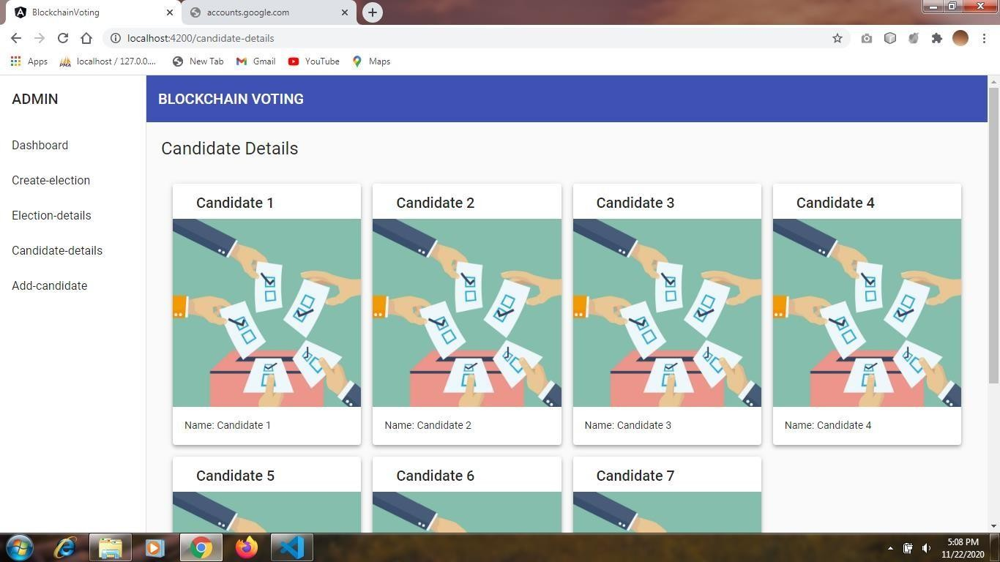 BlockchainVoting
accounts.google.com
localhost:4200/candidate-details
Apps
localhost / 127.0.0....
New Tab
Gmail
YouTube
Maps
ADMIN
BLOCKCHAIN VOTING
Dashboard
Create-election
Election-details
Candidate-details
Add-candidate
Candidate Details
Candidate 1
Candidate 2
Candidate 3
Candidate 4
Name: Candidate 1
Name: Candidate 2
Name: Candidate 3
Name: Candidate 4
Candidate 5
Candidate 6
Candidate 7
5:08 PM
11/22/2020